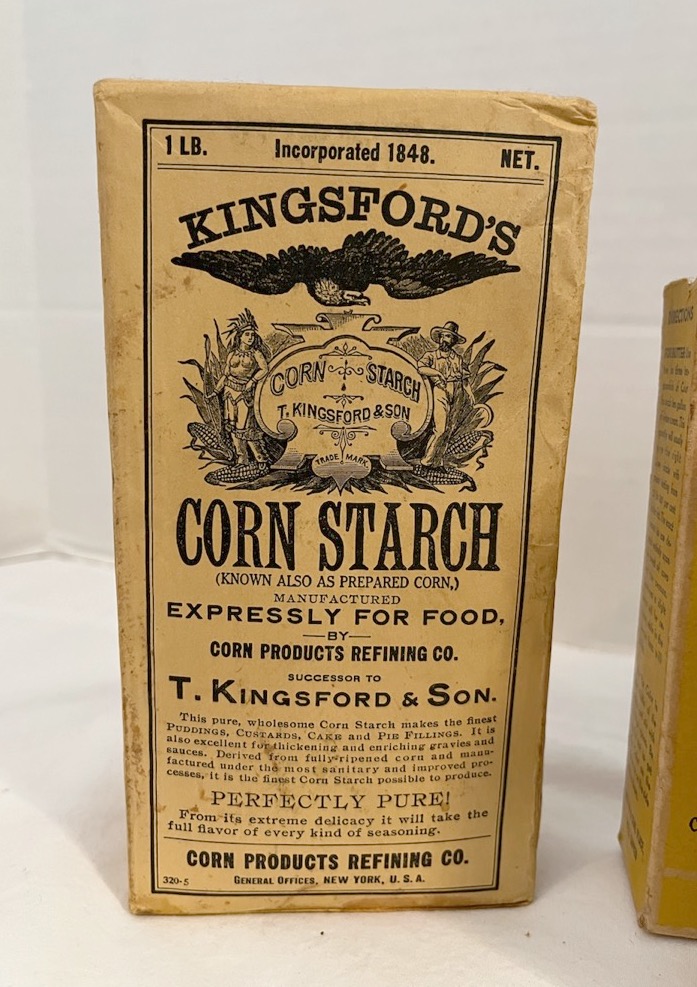 1 LB. Incorporated 1848. NET.
KINGSFORD'S
CORN STARCH
T. KINGSFORD & SON
TRADE MARK
CORN STARCH
(KNOWN ALSO AS PREPARED CORN,)
MANUFACTURED
EXPRESSLY FOR FOOD,
—BY—
CORN PRODUCTS REFINING CO.
SUCCESSOR TO
T. KINGSFORD & SON.
This pure, wholesome Corn Starch makes the finest
PUDDINGS, CUSTARDS, CAKE and PIE FILLINGS. It is
also excellent for thickening and enriching gravies and
sauces. Derived from fully ripened corn and manu-
factured under the most sanitary and improved pro-
cesses, it is the finest Corn Starch possible to produce.
PERFECTLY PURE!
From its extreme delicacy it will take the
full flavor of every kind of seasoning.
CORN PRODUCTS REFINING CO.
320-5 GENERAL OFFICES, NEW YORK, U. S. A.
DIRECTIONS